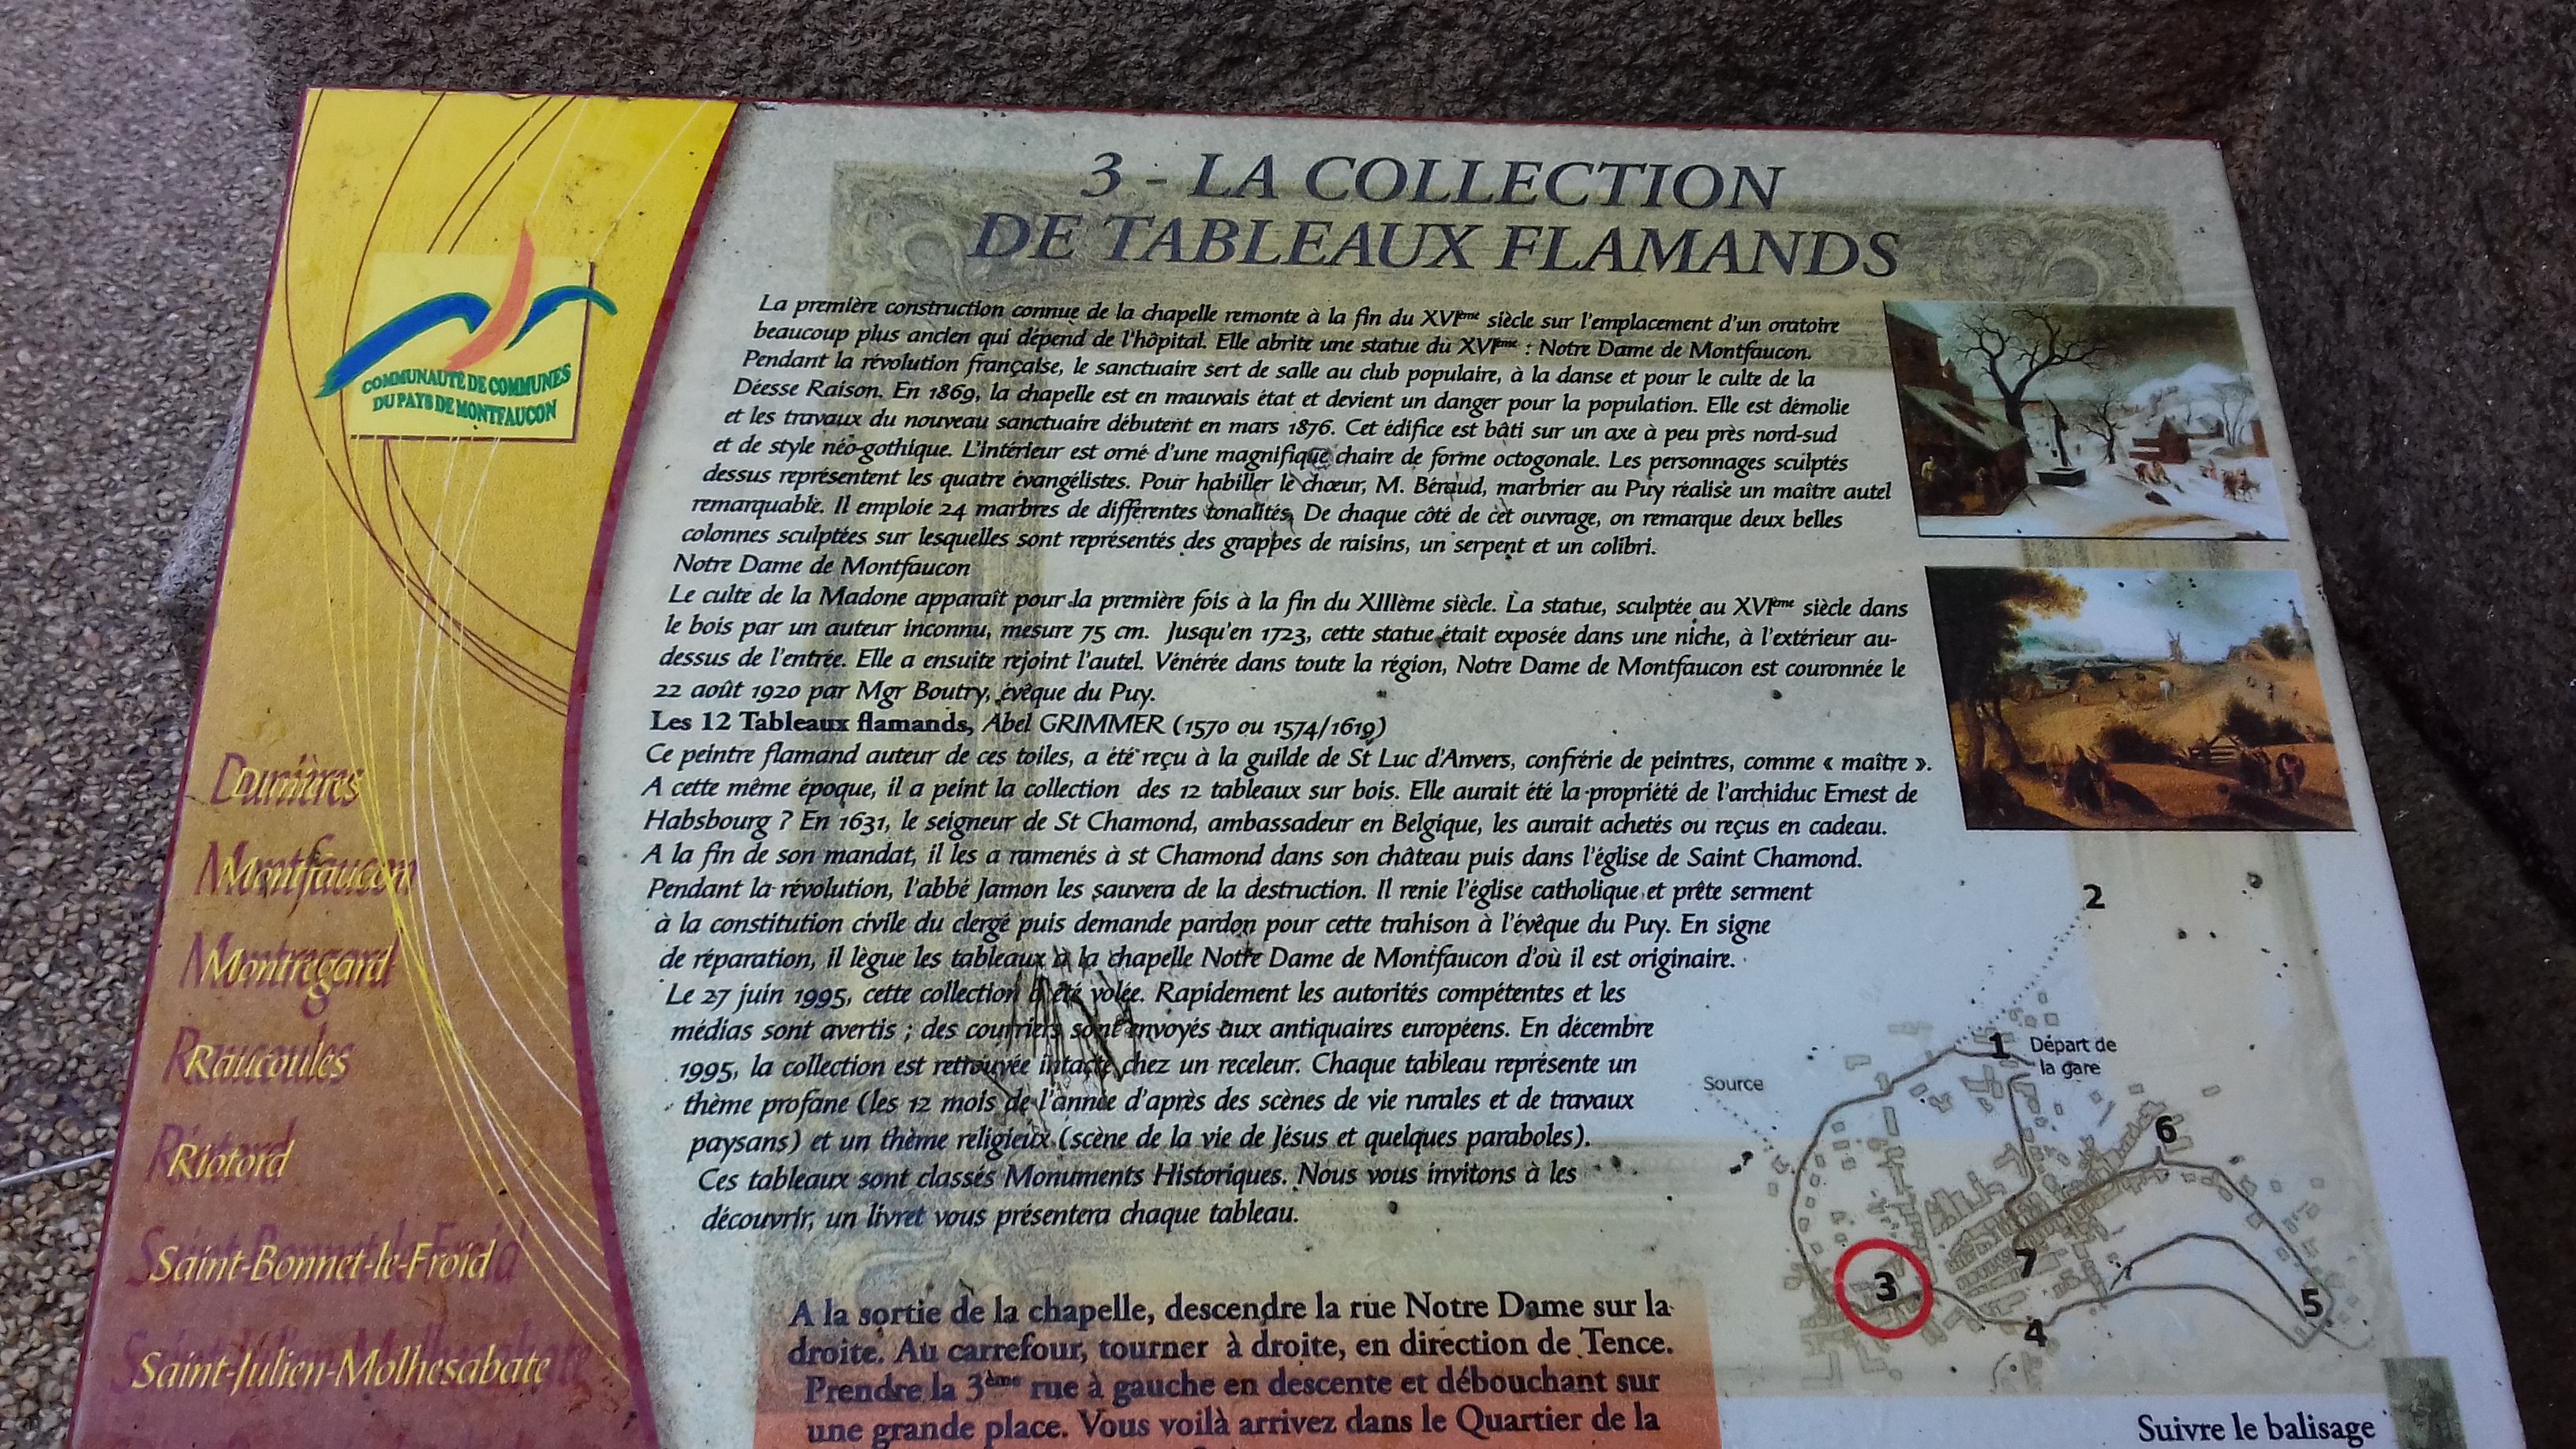 3 - LA COLLECTION
DE TABLEAUX FLAMANDS
La première construction connue de la chapelle remonte à la fin du XVIème siècle sur l'emplacement d'un oratoire
beaucoup plus ancien qui dépend de l'hôpital. Elle abrite une statue du XVIème : Notre Dame de Montfaucon.
Pendant la révolution française, le sanctuaire sert de salle au club populaire, à la danse et pour le culte de la
Déesse Raison. En 1869, la chapelle est en mauvais état et devient un danger pour la population. Elle est démolie
et les travaux du nouveau sanctuaire débutent en mars 1876. Cet édifice est bâti sur un axe à peu près nord-sud
et de style néo-gothique. L'intérieur est orné d'une magnifique chaire de forme octogonale. Les personnages sculptés
dessus représentent les quatre évangélistes. Pour habiller le chœur, M. Béraud, marbrier au Puy réalise un maître autel
remarquable. Il emploie 24 marbres de différentes tonalités. De chaque côté de cet ouvrage, on remarque deux belles
colonnes sculptées sur lesquelles sont représentés des grappes de raisins, un serpent et un colibri.
Notre Dame de Montfaucon
Le culte de la Madone apparaît pour la première fois à la fin du XIIIème siècle. La statue, sculptée au XVIème siècle dans
le bois par un auteur inconnu, mesure 75 cm. Jusqu'en 1723, cette statue était exposée dans une niche, à l'extérieur au-
dessus de l'entrée. Elle a ensuite rejoint l'autel. Vénérée dans toute la région, Notre Dame de Montfaucon est couronnée le
22 août 1920 par Mgr Boutry, évêque du Puy.
Les 12 Tableaux flamands, Abel GRIMMER (1570 ou 1574/1619)
Ce peintre flamand auteur de ces toiles, a été reçu à la guilde de St Luc d'Anvers, confrérie de peintres, comme « maître ».
A cette même époque, il a peint la collection des 12 tableaux sur bois. Elle aurait été la propriété de l'archiduc Ernest de
Habsbourg ? En 1631, le seigneur de St Chamond, ambassadeur en Belgique, les aurait achetés ou reçus en cadeau.
A la fin de son mandat, il les a ramenés à st Chamond dans son château puis dans l'église de Saint Chamond.
Pendant la révolution, l'abbé Jamon les sauvera de la destruction. Il renie l'église catholique et prête serment
à la constitution civile du clergé puis demande pardon pour cette trahison à l'évêque du Puy. En signe
de réparation, il lègue les tableaux à la chapelle Notre Dame de Montfaucon d'où il est originaire.
Le 27 juin 1995, cette collection a été volée. Rapidement les autorités compétentes et les
médias sont avertis ; des courriers sont envoyés aux antiquaires européens. En décembre
1995, la collection est retrouvée intacte chez un receleur. Chaque tableau représente un
thème profane (les 12 mois de l'année d'après des scènes de vie rurales et de travaux
paysans) et un thème religieux (scène de la vie de Jésus et quelques paraboles).
Ces tableaux sont classés Monuments Historiques. Nous vous invitons à les
découvrir, un livret vous présentera chaque tableau.
A la sortie de la chapelle, descendre la rue Notre Dame sur la
droite. Au carrefour, tourner à droite, en direction de Tence.
Prendre la 3ème rue à gauche en descente et débouchant sur
une grande place. Vous voilà arrivez dans le Quartier de la
COMMUNAUTÉ DE COMMUNES
DU PAYS DE MONTFAUCON
Dunières
Montfaucon
Montregard
Raucoules
Riotord
Saint-Bonnet-le-Froid
Saint-Julien-Molhesabate
2
1
Départ de
la gare
Source
6
7
3
5
4
Suivre le balisage